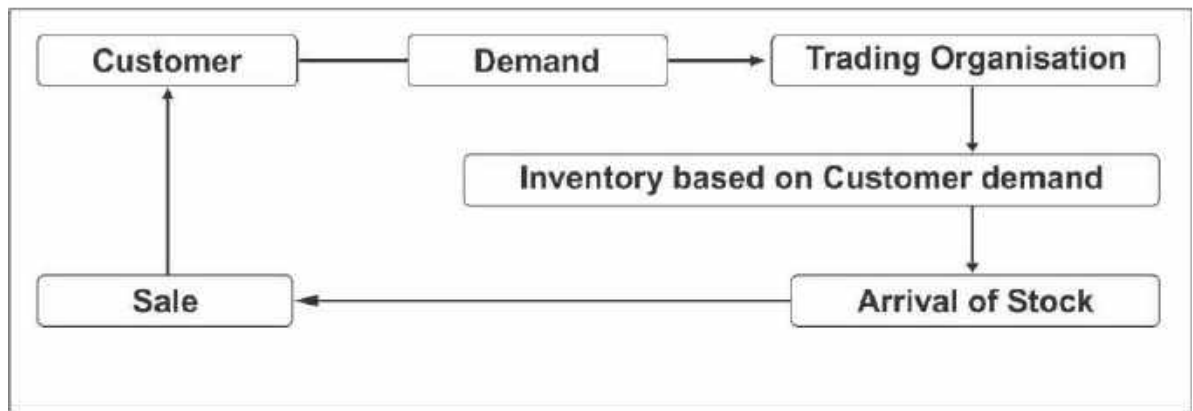 Customer
Demand
Trading Organisation
Inventory based on Customer demand
Arrival of Stock
Sale